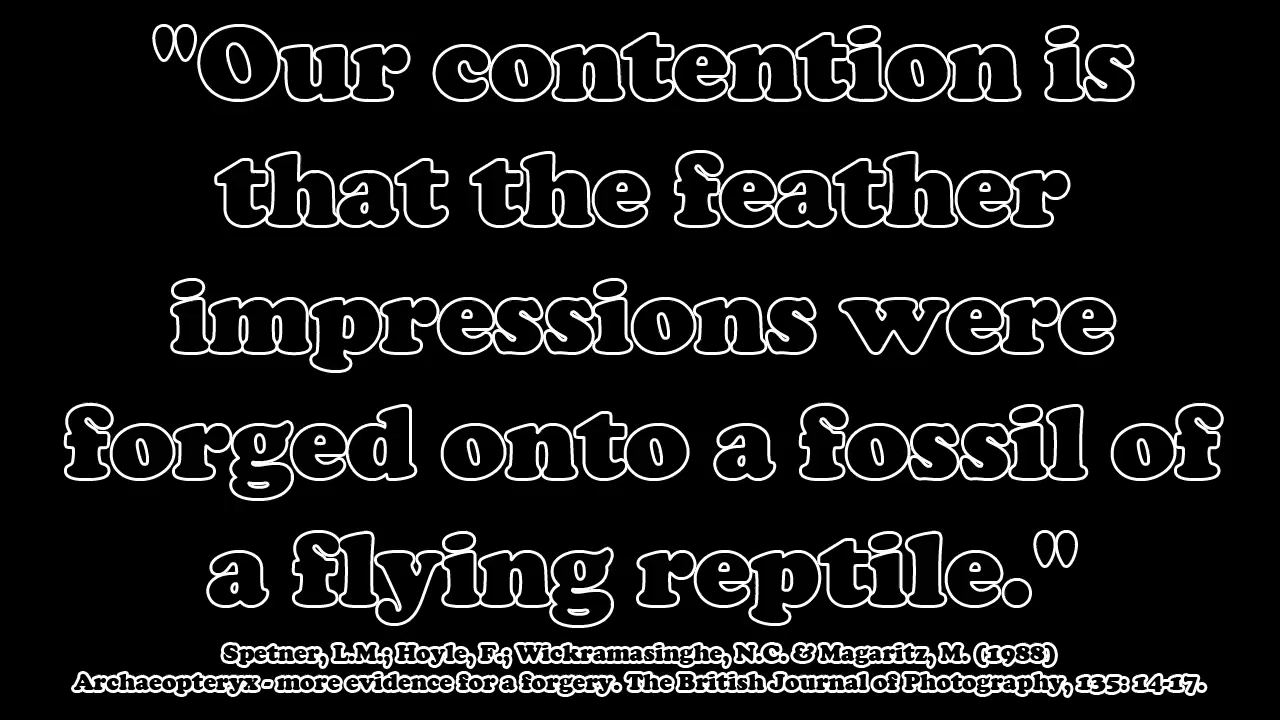 "Our contention is
that the feather
impressions were
forged onto a fossil of
a flying reptile."
Spetner, L.M.; Hoyle, F.; Wickramasinghe, N.C. & Magaritz, M. (1988)
Archaeopteryx - more evidence for a forgery. The British Journal of Photography, 135: 14-17.